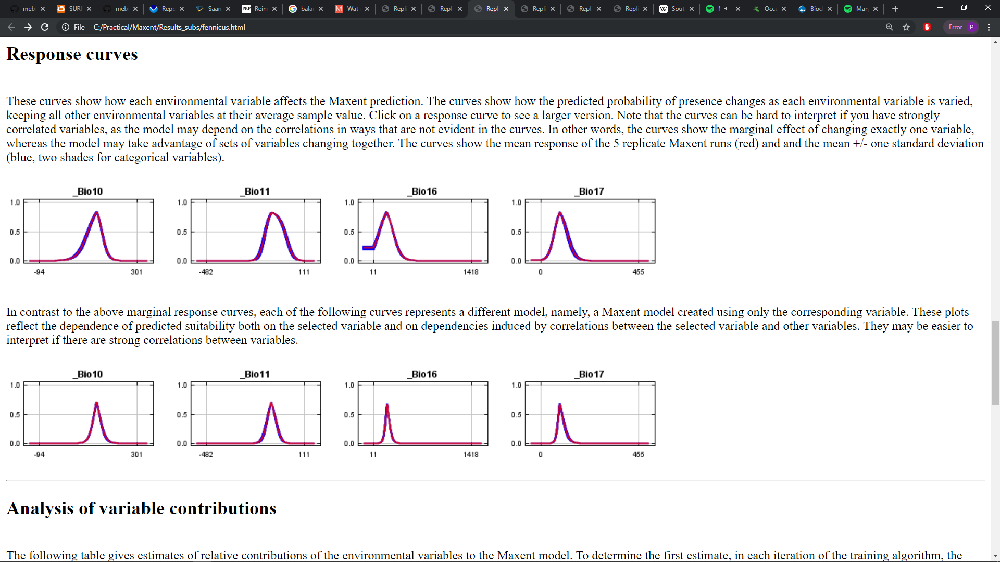 meb SURI meb Repo Saar PKP Rein bala M Wat Repli Repli Repli Repli Repli Repli W Sout Occu Bioc Mar
File C:/Practical/Maxent/Results_subs/fennicus.html Error P
Response curves
These curves show how each environmental variable affects the Maxent prediction. The curves show how the predicted probability of presence changes as each environmental variable is varied,
keeping all other environmental variables at their average sample value. Click on a response curve to see a larger version. Note that the curves can be hard to interpret if you have strongly
correlated variables, as the model may depend on the correlations in ways that are not evident in the curves. In other words, the curves show the marginal effect of changing exactly one variable,
whereas the model may take advantage of sets of variables changing together. The curves show the mean response of the 5 replicate Maxent runs (red) and and the mean +/- one standard deviation
(blue, two shades for categorical variables).
_Bio10 _Bio11 _Bio16 _Bio17
1.0 1.0 1.0 1.0
0.5 0.5 0.5 0.5
0.0 0.0 0.0 0.0
-94 301 -482 111 11 1418 0 455
In contrast to the above marginal response curves, each of the following curves represents a different model, namely, a Maxent model created using only the corresponding variable. These plots
reflect the dependence of predicted suitability both on the selected variable and on dependencies induced by correlations between the selected variable and other variables. They may be easier to
interpret if there are strong correlations between variables.
_Bio10 _Bio11 _Bio16 _Bio17
1.0 1.0 1.0 1.0
0.5 0.5 0.5 0.5
0.0 0.0 0.0 0.0
-94 301 -482 111 11 1418 0 455
Analysis of variable contributions
The following table gives estimates of relative contributions of the environmental variables to the Maxent model. To determine the first estimate, in each iteration of the training algorithm, the